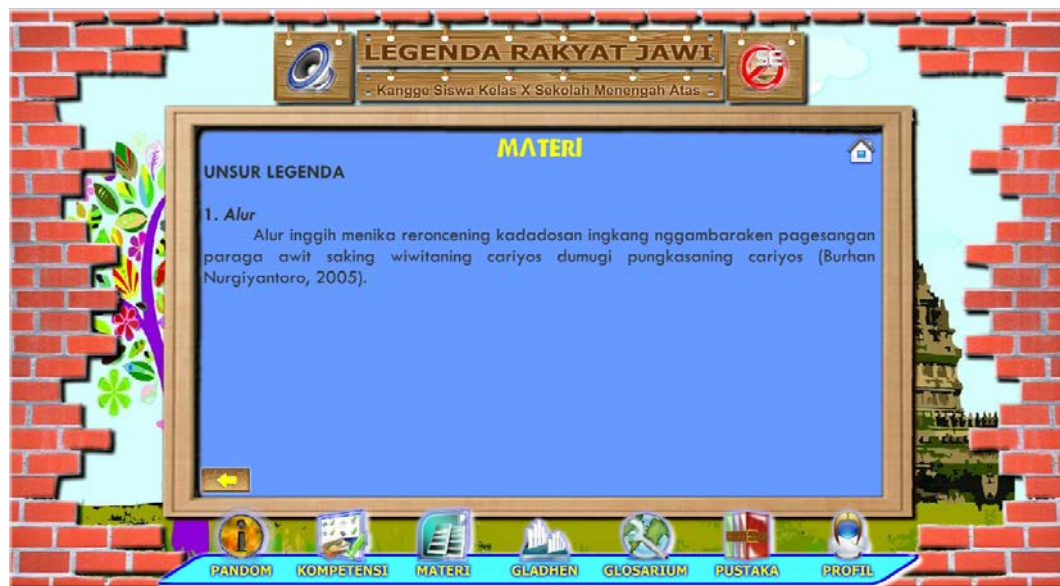 LEGENDA RAKYAT JAWI
Kangge Siswa Kelas X Sekolah Menengah Atas
SE
MATERI
UNSUR LEGENDA
1. Alur
Alur inggih menika reroncening kadadosan ingkang nggambaraken pagesangan
paraga awit saking wiwitaning cariyos dumugi pungkasaning cariyos (Burhan
Nurgiyantoro, 2005).
PANDOM KOMPETENSI MATERI GLADHEN GLOSARIUM PUSTAKA PROFIL